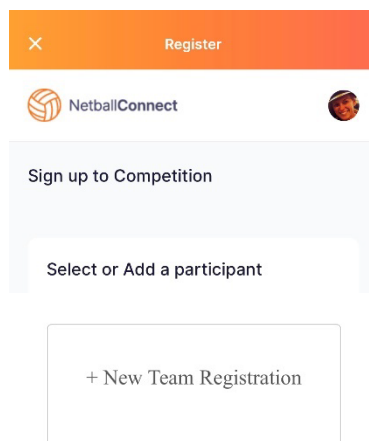 Register
NetballConnect
Sign up to Competition
Select or Add a participant
+ New Team Registration